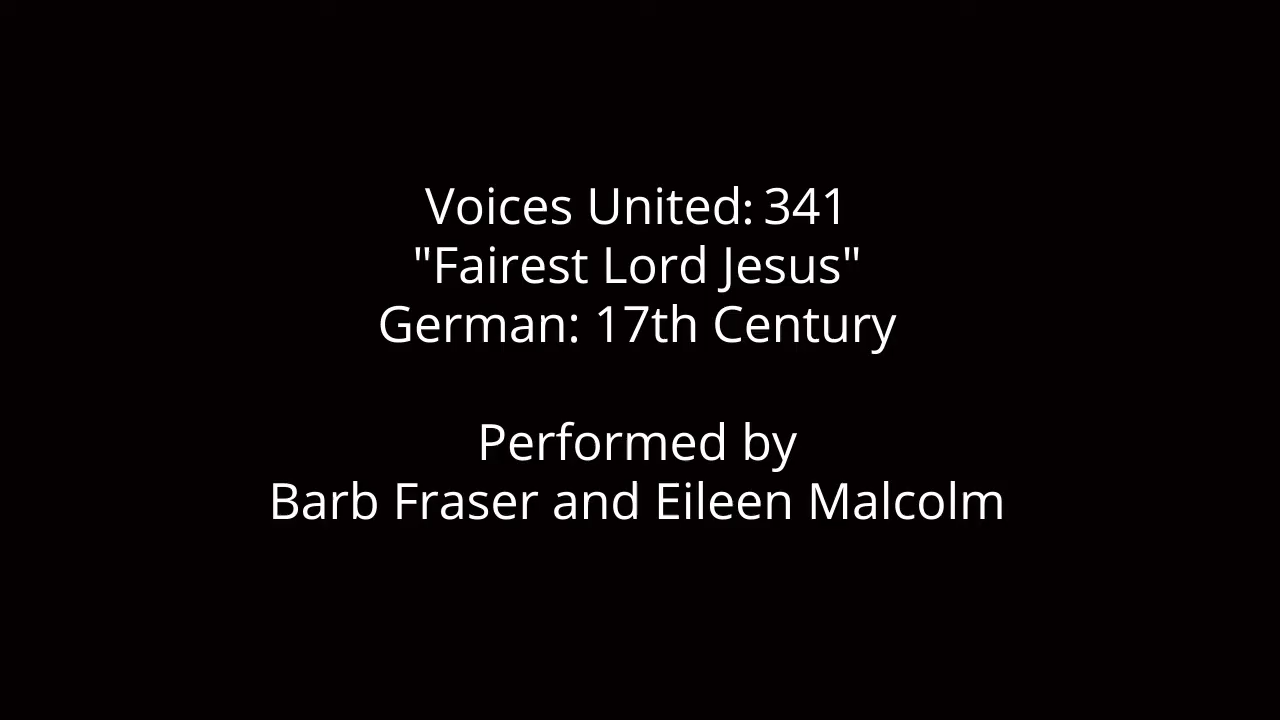 Voices United: 341
"Fairest Lord Jesus"
German: 17th Century
Performed by
Barb Fraser and Eileen Malcolm